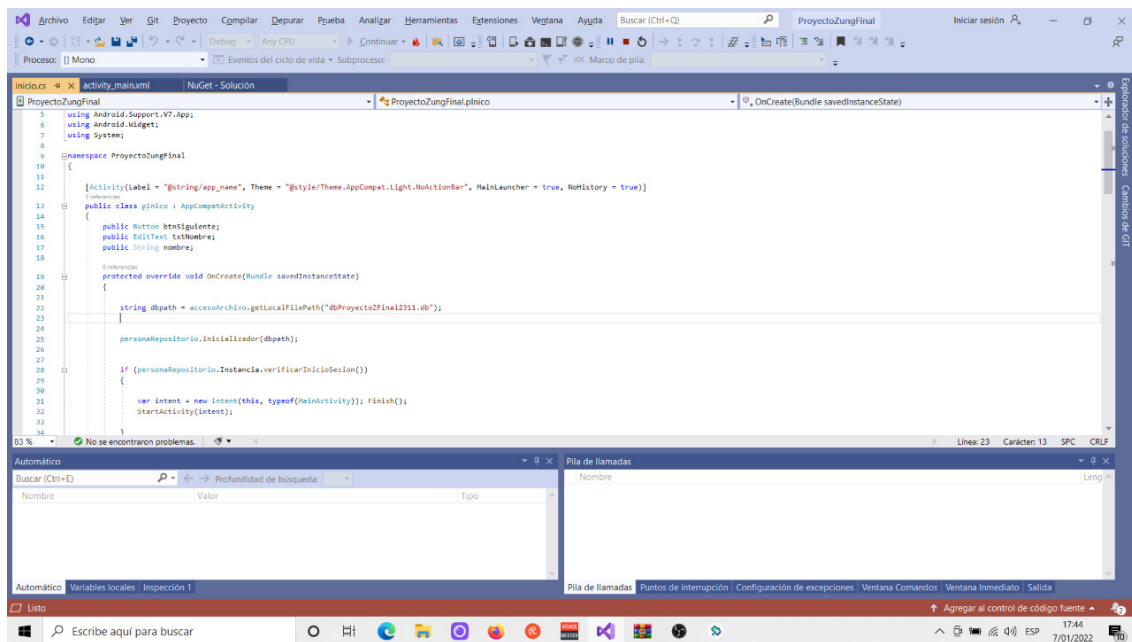 Archivo Editar Ver Git Proyecto Compilar Depurar Prueba Analizar Herramientas Extensiones Ventana Ayuda Buscar (Ctrl+Q) ProyectoZungFinal Iniciar sesión
Debug Any CPU Continuar
Proceso: [] Mono Eventos del ciclo de vida Subproceso: Marco de pila:
inicio.cs activity_main.xml NuGet - Solución
ProyectoZungFinal ProyectoZungFinal.pInico OnCreate(Bundle savedInstanceState)
5 using Android.Support.V7.App;
6 using Android.Widget;
7 using System;
8
9 namespace ProyectoZungFinal
10 {
11
12 [Activity(Label = "@string/app_name", Theme = "@style/Theme.AppCompat.Light.NoActionBar", MainLauncher = true, NoHistory = true)]
referencias
13 public class pInico : AppCompatActivity
14 {
15 public Button btnSiguiente;
16 public EditText txtNombre;
17 public String nombre;
18
0 referencias
19 protected override void OnCreate(Bundle savedInstanceState)
20 {
21
22 string dbpath = accesoArchivo.getLocalFilePath("dbProyectoZFinal2311.db");
23
24
25 personaRepositorio.Inicializador(dbpath);
26
27
28 if (personaRepositorio.Instancia.verificarInicioSesion())
29 {
30
31 var intent = new Intent(this, typeof(MainActivity)); Finish();
32 StartActivity(intent);
33
34 }
83 % No se encontraron problemas. Línea: 23 Carácter: 13 SPC CRLF
Explorador de soluciones Cambios de GIT
Automático
Buscar (Ctrl+E) Profundidad de búsqueda:
Nombre Valor Tipo
Automático Variables locales Inspección 1
Pila de llamadas
Nombre Leng
Pila de llamadas Puntos de interrupción Configuración de excepciones Ventana Comandos Ventana Inmediato Salida
Listo Agregar al control de código fuente
Escribe aquí para buscar VOICE ESP 17:44
7/01/2022